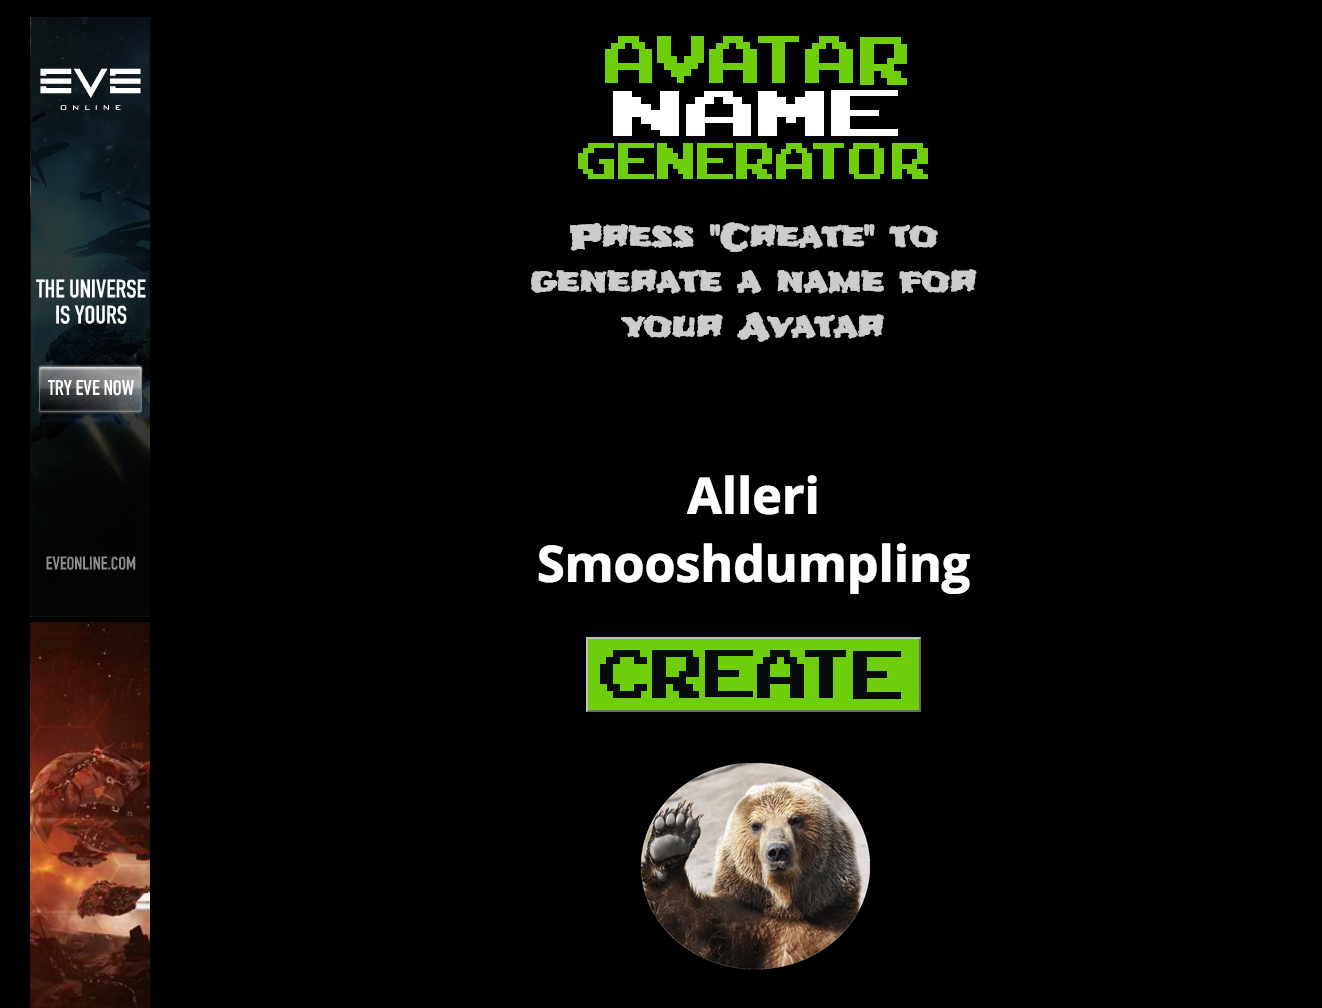 EVE
ONLINE
THE UNIVERSE
IS YOURS
TRY EVE NOW
EVEONLINE.COM
AVATAR
NAME
GENERATOR
Press "Create" to
generate a name for
your Avatar
Alleri
Smooshdumpling
CREATE